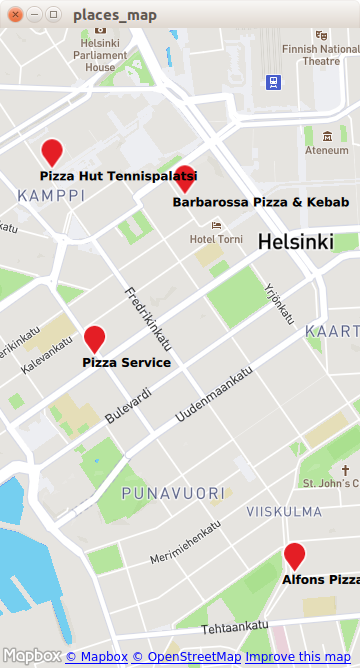 places_map
Helsinki
Parliament
House
Finnish National
Theatre
Ateneum
Pizza Hut Tennispalatsi
KAMPPI
Barbarossa Pizza & Kebab
Hotel Torni
Helsinki
katu
Fredrikinkatu
Yrjönkatu
KAART
erikinkatu
Kalevankatu
Pizza Service
Bulevardi
Uudenmaankatu
St. John's C
PUNAVUORI
VIISKULMA
Merimiehenkatu
Alfons Pizza
Tehtaankatu
Mapbox
© Mapbox © OpenStreetMap Improve this map